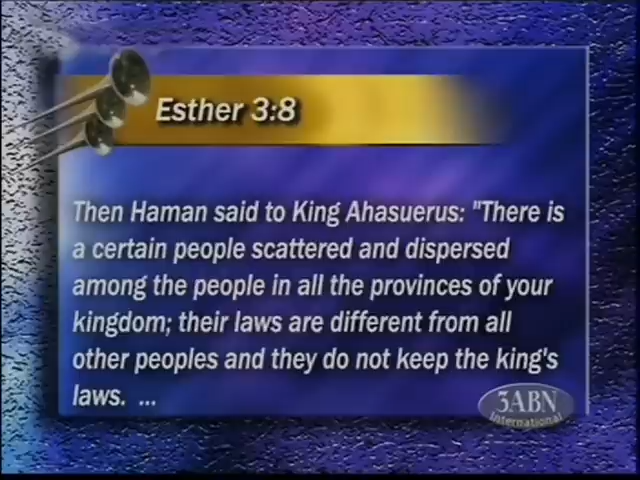 Esther 3:8
Then Haman said to King Ahasuerus: "There is
a certain people scattered and dispersed
among the people in all the provinces of your
kingdom; their laws are different from all
other peoples and they do not keep the king's
laws. ...
3ABN
International